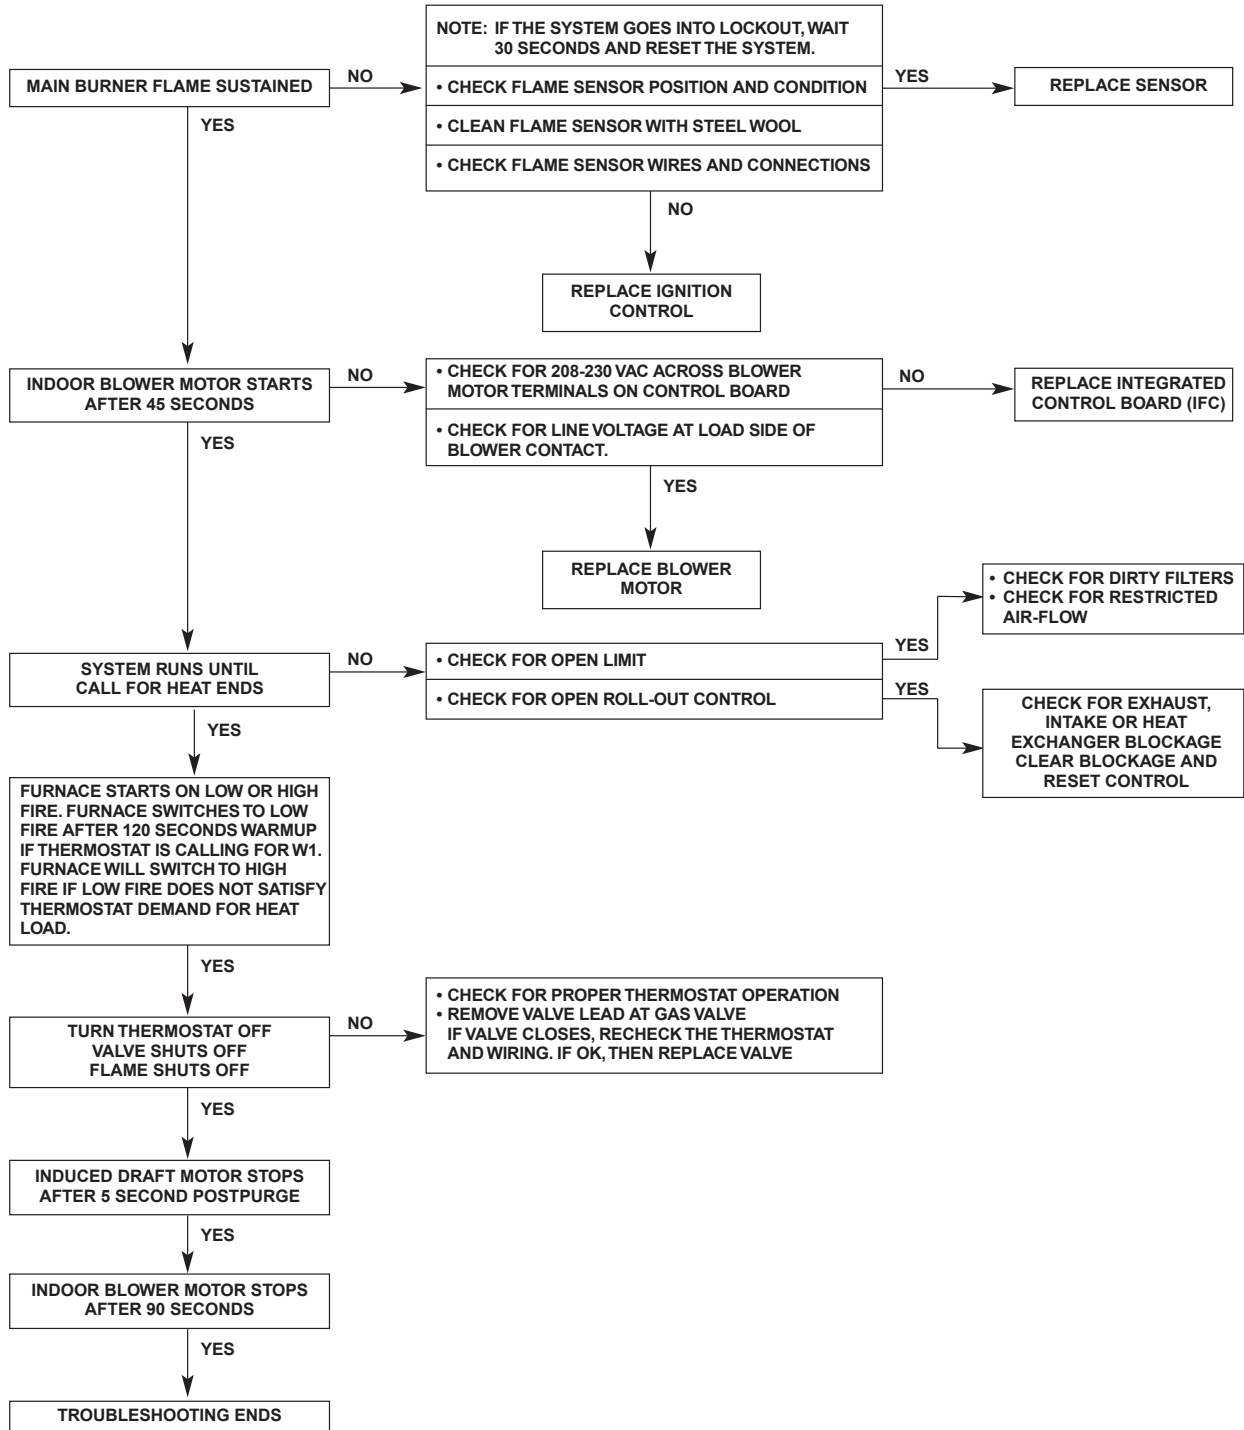 NOTE: IF THE SYSTEM GOES INTO LOCKOUT, WAIT
30 SECONDS AND RESET THE SYSTEM.
MAIN BURNER FLAME SUSTAINED
NO
• CHECK FLAME SENSOR POSITION AND CONDITION
YES
REPLACE SENSOR
YES
• CLEAN FLAME SENSOR WITH STEEL WOOL
• CHECK FLAME SENSOR WIRES AND CONNECTIONS
NO
REPLACE IGNITION
CONTROL
INDOOR BLOWER MOTOR STARTS
AFTER 45 SECONDS
NO
• CHECK FOR 208-230 VAC ACROSS BLOWER
MOTOR TERMINALS ON CONTROL BOARD
NO
REPLACE INTEGRATED
CONTROL BOARD (IFC)
YES
• CHECK FOR LINE VOLTAGE AT LOAD SIDE OF
BLOWER CONTACT.
YES
REPLACE BLOWER
MOTOR
• CHECK FOR DIRTY FILTERS
• CHECK FOR RESTRICTED
AIR-FLOW
SYSTEM RUNS UNTIL
CALL FOR HEAT ENDS
NO
• CHECK FOR OPEN LIMIT
YES
• CHECK FOR OPEN ROLL-OUT CONTROL
YES
CHECK FOR EXHAUST,
INTAKE OR HEAT
EXCHANGER BLOCKAGE
CLEAR BLOCKAGE AND
RESET CONTROL
YES
FURNACE STARTS ON LOW OR HIGH
FIRE. FURNACE SWITCHES TO LOW
FIRE AFTER 120 SECONDS WARMUP
IF THERMOSTAT IS CALLING FOR W1.
FURNACE WILL SWITCH TO HIGH
FIRE IF LOW FIRE DOES NOT SATISFY
THERMOSTAT DEMAND FOR HEAT
LOAD.
YES
TURN THERMOSTAT OFF
VALVE SHUTS OFF
FLAME SHUTS OFF
NO
• CHECK FOR PROPER THERMOSTAT OPERATION
• REMOVE VALVE LEAD AT GAS VALVE
IF VALVE CLOSES, RECHECK THE THERMOSTAT
AND WIRING. IF OK, THEN REPLACE VALVE
YES
INDUCED DRAFT MOTOR STOPS
AFTER 5 SECOND POSTPURGE
YES
INDOOR BLOWER MOTOR STOPS
AFTER 90 SECONDS
YES
TROUBLESHOOTING ENDS